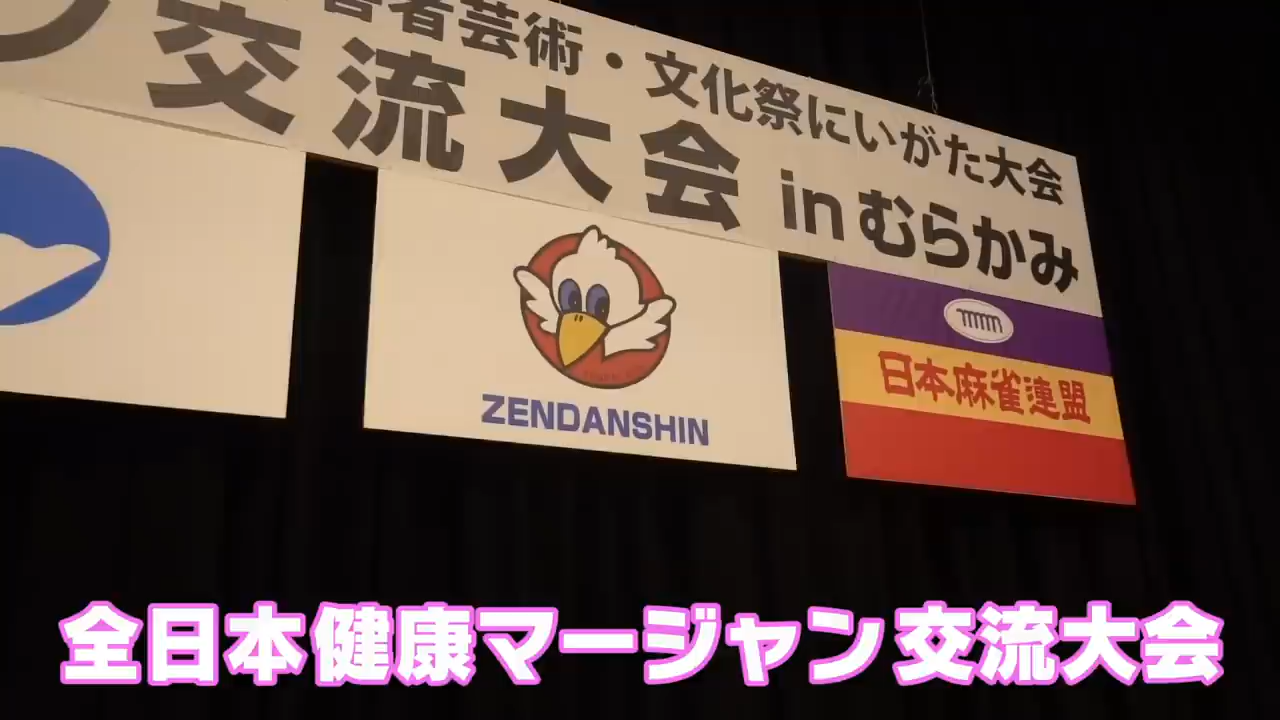 者芸術・文化祭にいがた大会
交流大会 in むらかみ
ZENDANSHIN
日本麻雀連盟
全日本健康マージャン交流大会